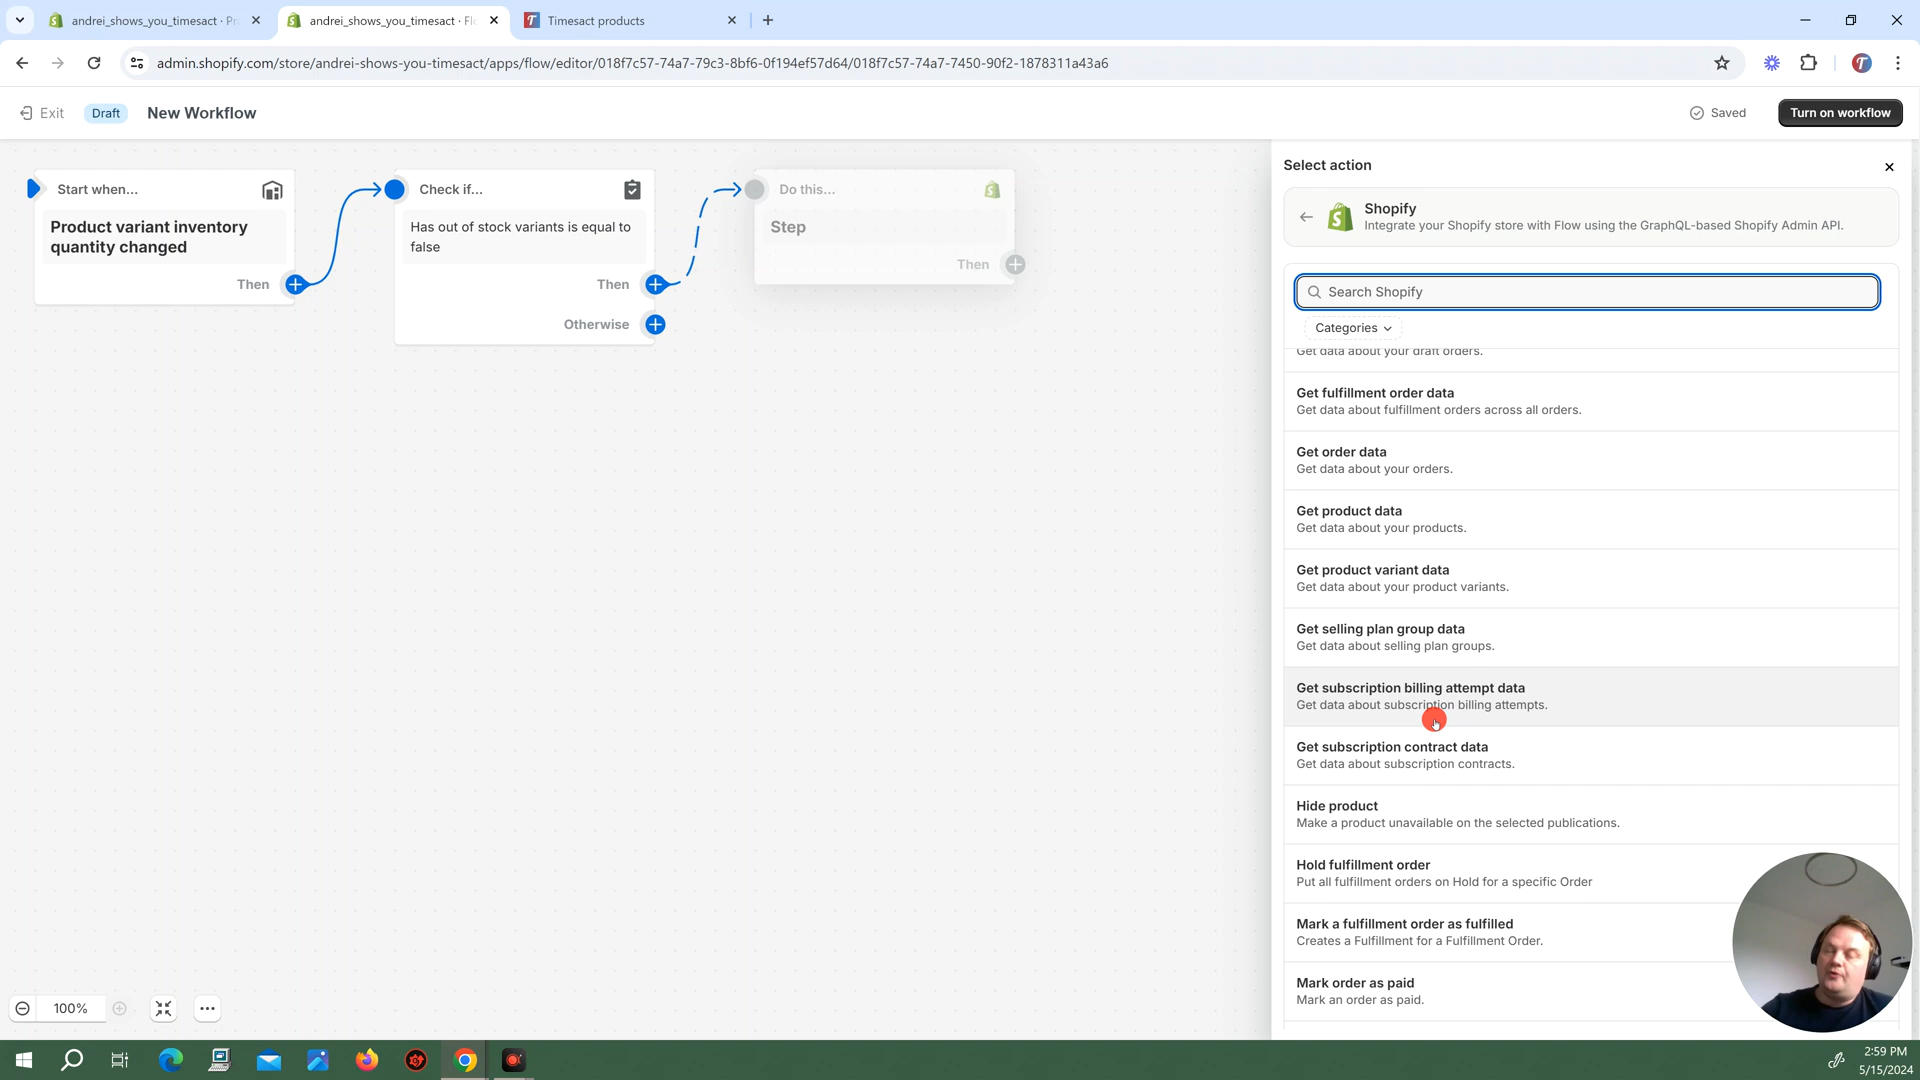 andrei_shows_you_timesact · Pr
andrei_shows_you_timesact · Flo
Timesact products
admin.shopify.com/store/andrei-shows-you-timesact/apps/flow/editor/018f7c57-74a7-79c3-8bf6-0f194ef57d64/018f7c57-74a7-7450-90f2-1878311a43a6
Exit
Draft
New Workflow
Saved
Turn on workflow
Start when...
Product variant inventory
quantity changed
Then
Check if...
Has out of stock variants is equal to
false
Then
Otherwise
Do this...
Step
Then
Select action
Shopify
Integrate your Shopify store with Flow using the GraphQL-based Shopify Admin API.
Search Shopify
Categories
Get data about your draft orders.
Get fulfillment order data
Get data about fulfillment orders across all orders.
Get order data
Get data about your orders.
Get product data
Get data about your products.
Get product variant data
Get data about your product variants.
Get selling plan group data
Get data about selling plan groups.
Get subscription billing attempt data
Get data about subscription billing attempts.
Get subscription contract data
Get data about subscription contracts.
Hide product
Make a product unavailable on the selected publications.
Hold fulfillment order
Put all fulfillment orders on Hold for a specific Order
Mark a fulfillment order as fulfilled
Creates a Fulfillment for a Fulfillment Order.
Mark order as paid
Mark an order as paid.
100%
2:59 PM
5/15/2024